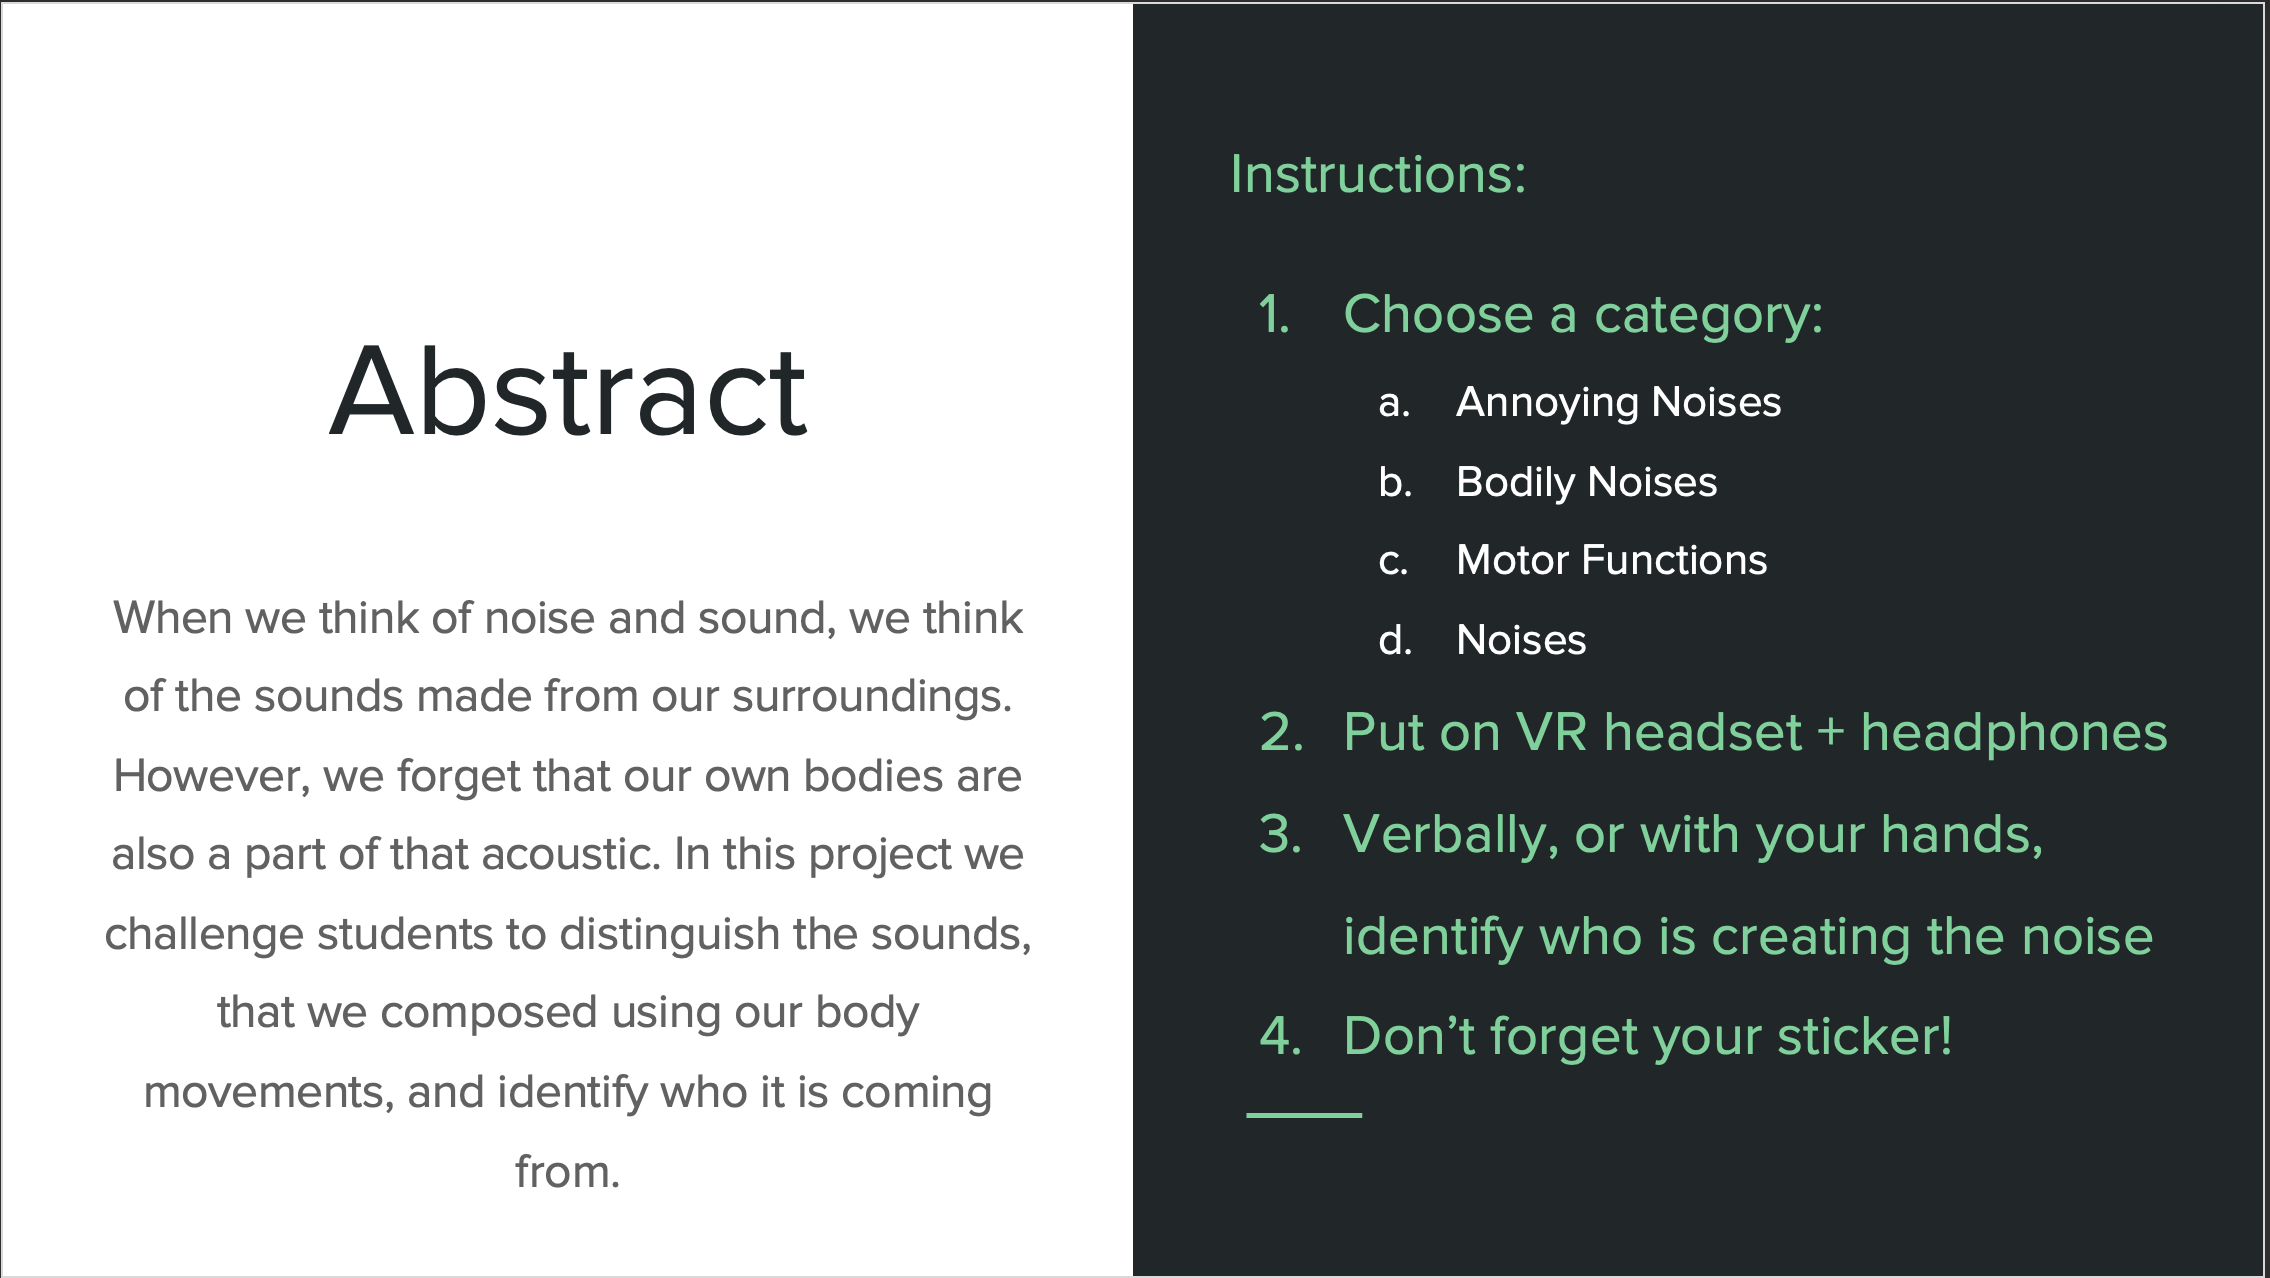 Abstract
When we think of noise and sound, we think
of the sounds made from our surroundings.
However, we forget that our own bodies are
also a part of that acoustic. In this project we
challenge students to distinguish the sounds,
that we composed using our body
movements, and identify who it is coming
from.
Instructions:
1. Choose a category:
a. Annoying Noises
b. Bodily Noises
c. Motor Functions
d. Noises
2. Put on VR headset + headphones
3. Verbally, or with your hands,
identify who is creating the noise
4. Don’t forget your sticker!